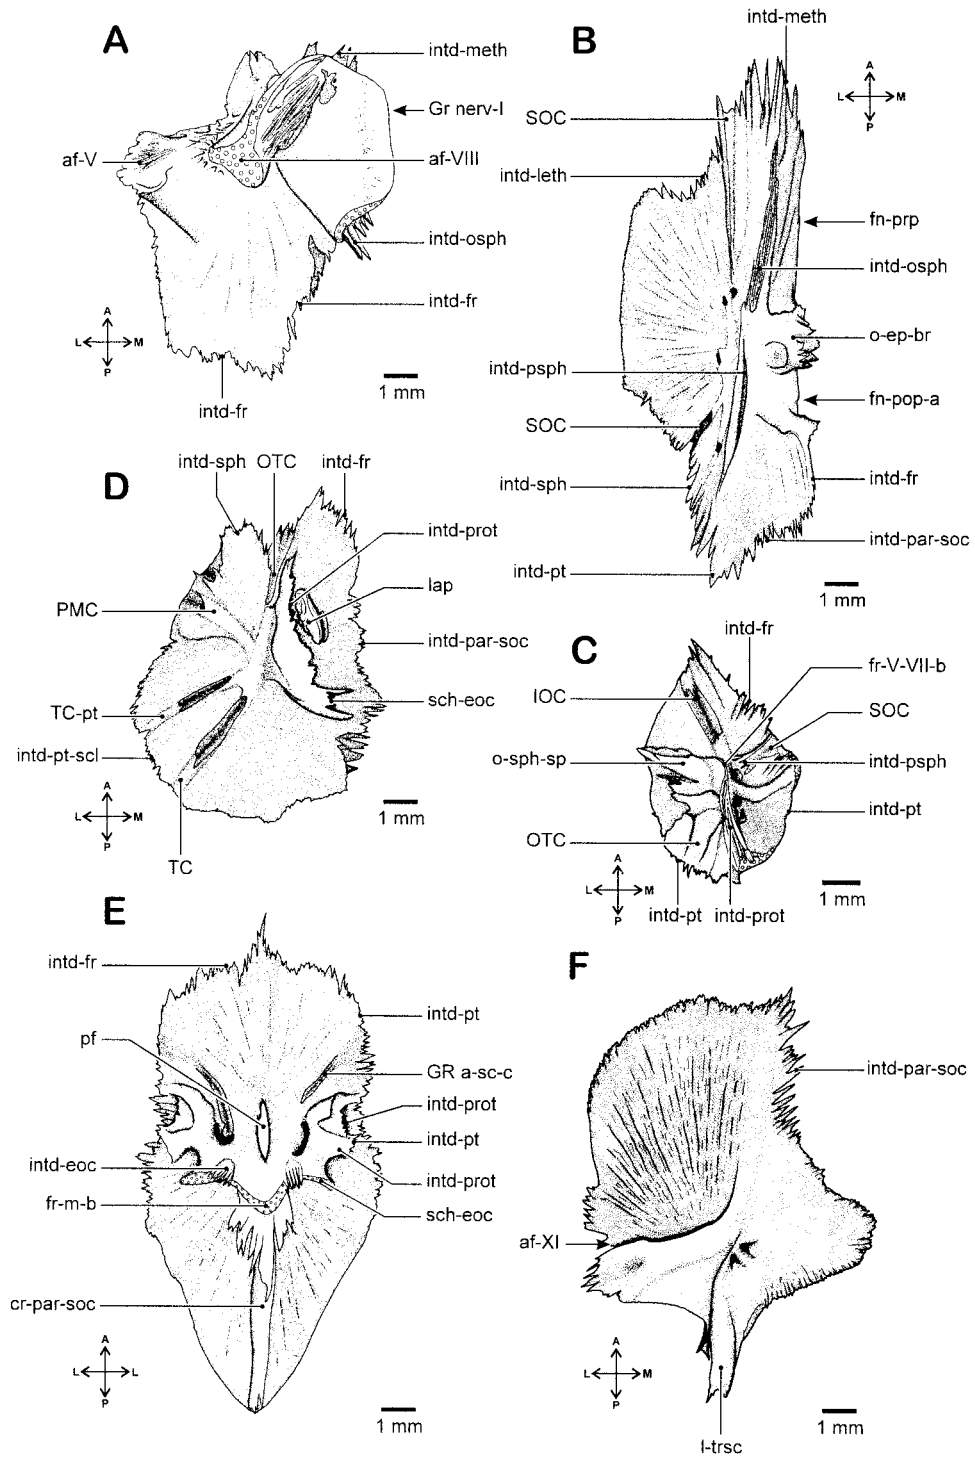 A
intd-meth
Gr nerv-I
af-V
af-VIII
intd-osph
intd-fr
A
L M
P
1 mm
intd-fr
intd-meth
B
A
L M
P
SOC
intd-leth
fn-prp
intd-osph
o-ep-br
intd-psph
fn-pop-a
SOC
intd-sph
intd-fr
intd-par-soc
intd-pt
1 mm
intd-sph OTC intd-fr
D
intd-prot
lap
PMC
intd-par-soc
TC-pt
sch-eoc
intd-pt-scl
A
L M
P
1 mm
TC
intd-fr
C
fr-V-VII-b
IOC
SOC
o-sph-sp
intd-psph
intd-pt
OTC
A
L M
P
1 mm
intd-pt intd-prot
E
intd-fr
intd-pt
pf
GR a-sc-c
intd-prot
intd-pt
intd-eoc
intd-prot
fr-m-b
sch-eoc
cr-par-soc
A
L L
P
1 mm
F
intd-par-soc
af-XI
A
L M
P
1 mm
l-trsc